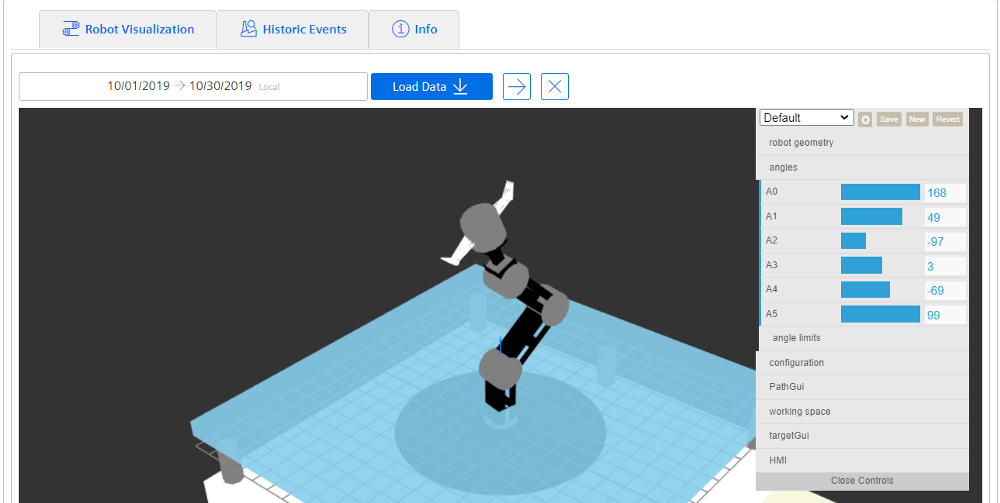 Robot Visualization Historic Events Info
10/01/2019 → 10/30/2019 Local Load Data
Default Save New Revert
robot geometry
angles
A0 168
A1 49
A2 -97
A3 3
A4 -69
A5 99
angle limits
configuration
PathGui
working space
targetGui
HMI
Close Controls